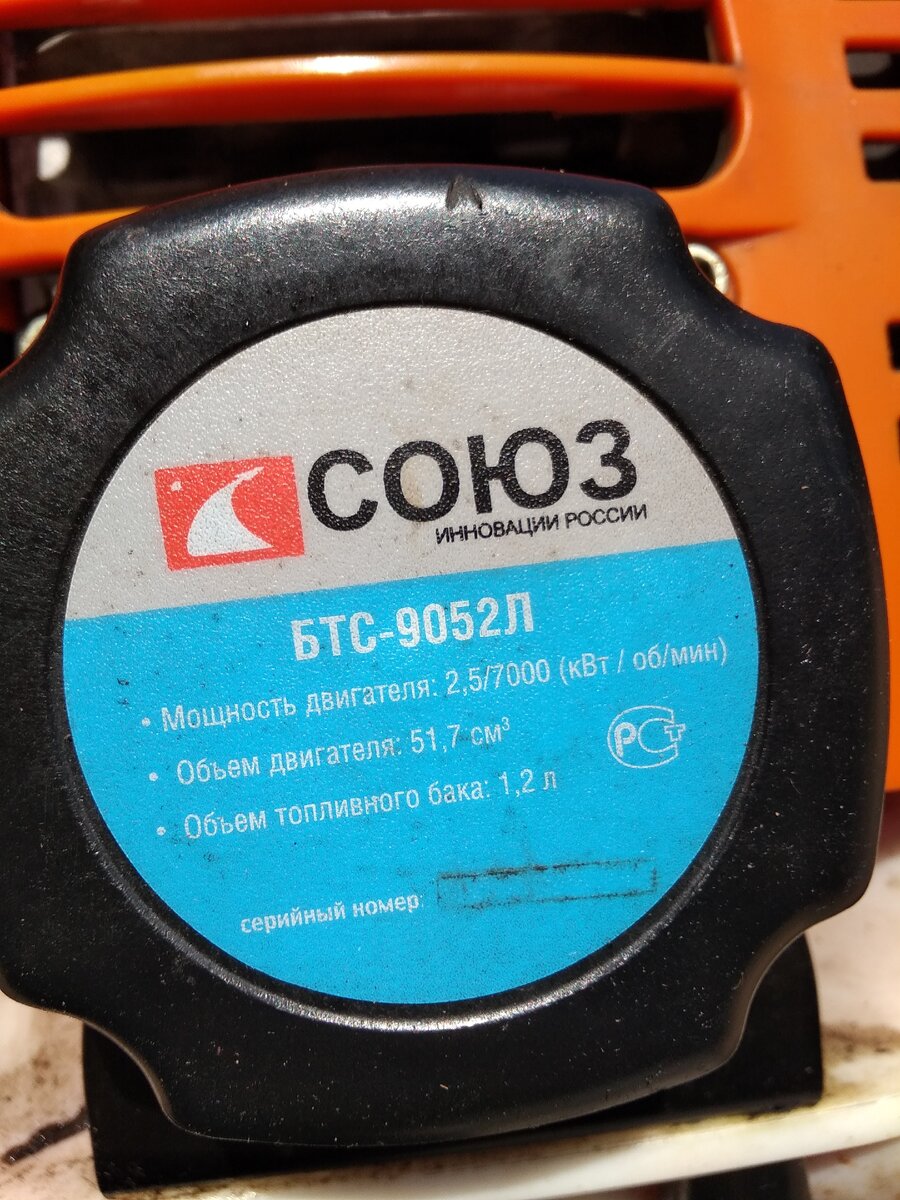 СОЮЗ
ИННОВАЦИИ РОССИИ
БТС-9052Л
• Мощность двигателя: 2,5/7000 (кВт / об/мин)
• Объем двигателя: 51,7 см³
• Объем топливного бака: 1,2 л
РСТ
серийный номер: